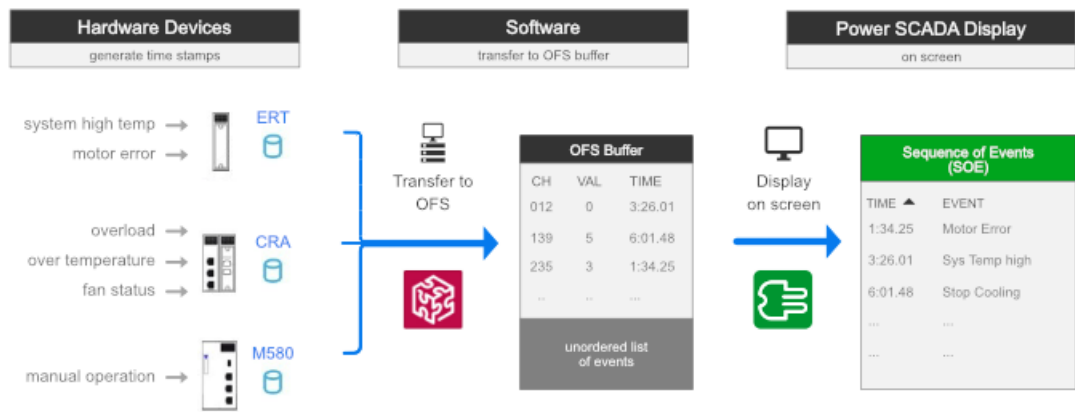 Hardware Devices
generate time stamps
system high temp
motor error
ERT
overload
over temperature
fan status
CRA
manual operation
M580
Software
transfer to OFS buffer
Transfer to
OFS
OFS Buffer
CH VAL TIME
012 0 3:26.01
139 5 6:01.48
235 3 1:34.25
.. .. ...
unordered list
of events
Power SCADA Display
on screen
Display
on screen
Sequence of Events
(SOE)
TIME EVENT
1:34.25 Motor Error
3:26.01 Sys Temp high
6:01.48 Stop Cooling
... ...
... ...